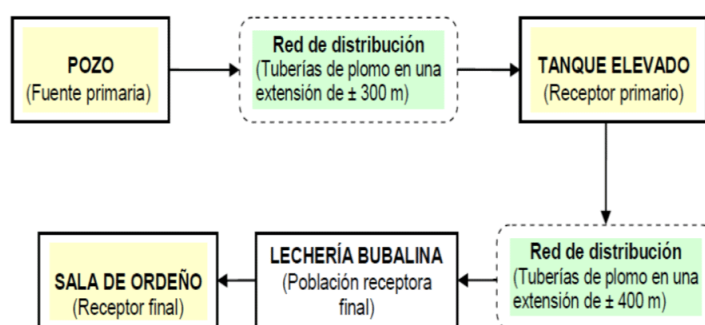 POZO
(Fuente primaria)
Red de distribución
(Tuberías de plomo en una
extensión de ± 300 m)
TANQUE ELEVADO
(Receptor primario)
Red de distribución
(Tuberías de plomo en una
extensión de ± 400 m)
LECHERÍA BUBALINA
(Población receptora
final)
SALA DE ORDEÑO
(Receptor final)